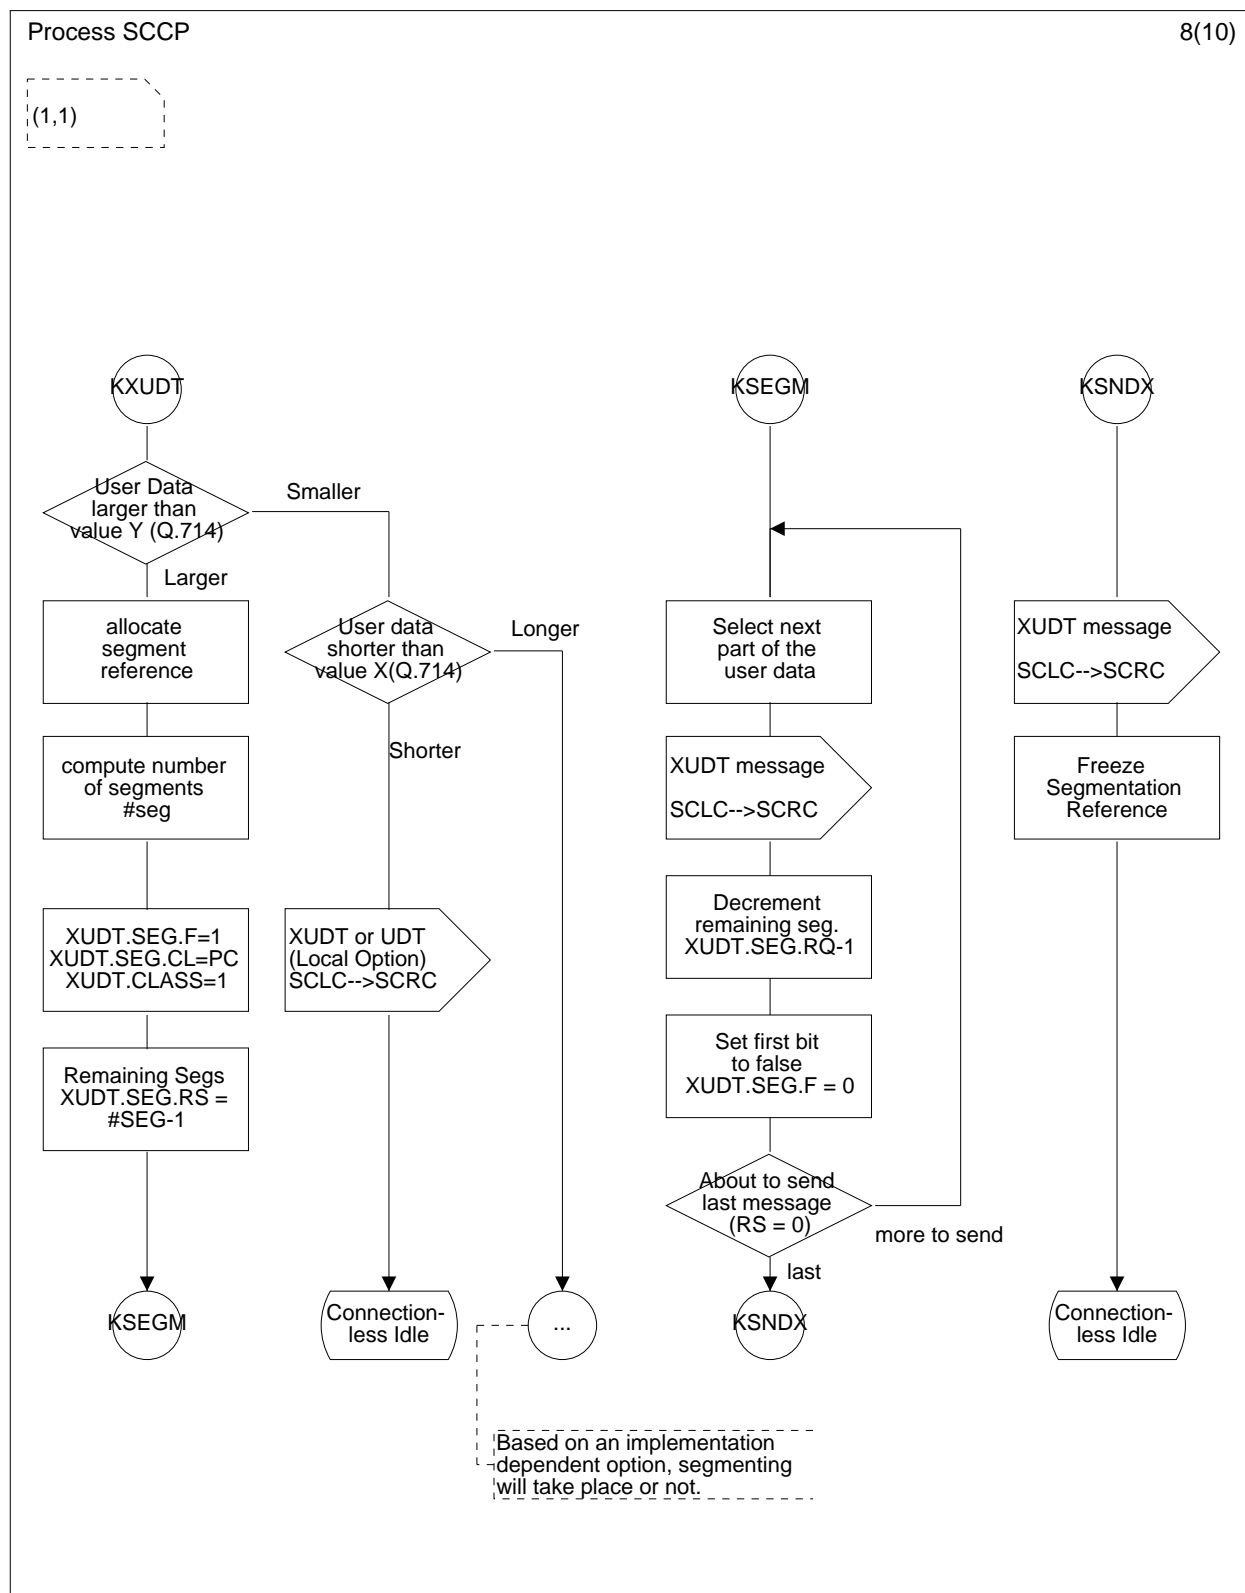 Process SCCP
8(10)
(1,1)
KXUDT
User Data
larger than
value Y (Q.714)
Smaller
Larger
allocate
segment
reference
compute number
of segments
#seg
XUDT.SEG.F=1
XUDT.SEG.CL=PC
XUDT.CLASS=1
Remaining Segs
XUDT.SEG.RS =
#SEG-1
KSEGM
User data
shorter than
value X(Q.714)
Longer
Shorter
XUDT or UDT
(Local Option)
SCLC-->SCRC
Connection-
less Idle
...
Based on an implementation
dependent option, segmenting
will take place or not.
KSEGM
Select next
part of the
user data
XUDT message
SCLC-->SCRC
Decrement
remaining seg.
XUDT.SEG.RQ-1
Set first bit
to false
XUDT.SEG.F = 0
About to send
last message
(RS = 0)
more to send
last
KSNDX
KSNDX
XUDT message
SCLC-->SCRC
Freeze
Segmentation
Reference
Connection-
less Idle